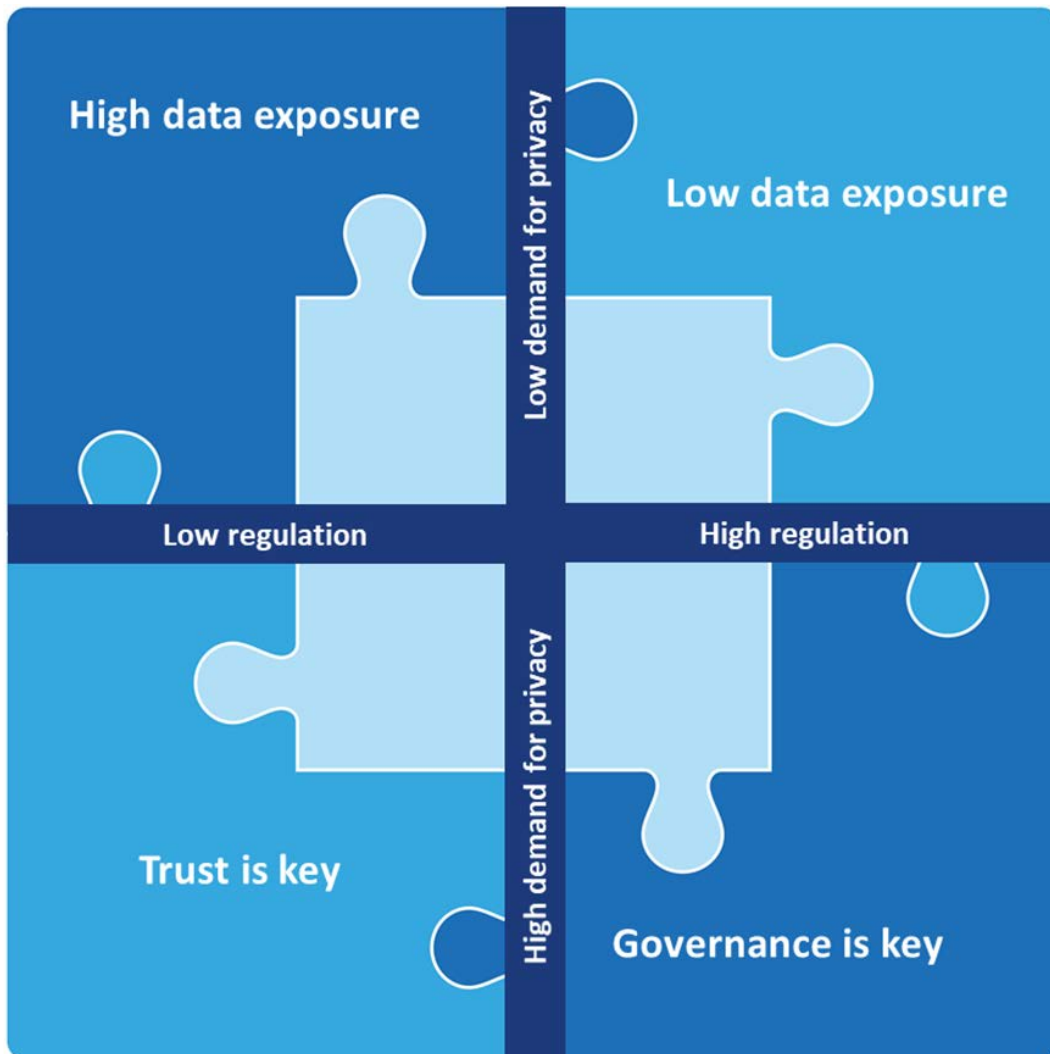 High data exposure
Low demand for privacy
Low data exposure
Low regulation
High regulation
Trust is key
High demand for privacy
Governance is key